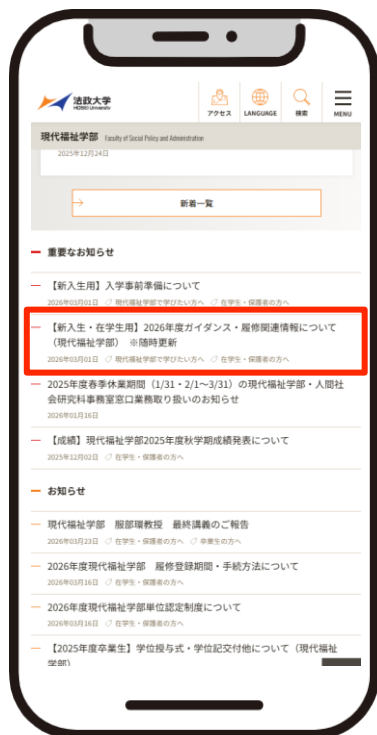 法政大学
HOSEI University
アクセス
LANGUAGE
検索
MENU
現代福祉学部 Faculty of Social Policy and Administration
2025年12月24日
新着一覧
重要なお知らせ
【新入生用】入学事前準備について
2026年03月01日 現代福祉学部で学びたい方へ 在学生・保護者の方へ
【新入生・在学生用】2026年度ガイダンス・履修関連情報について
（現代福祉学部） ※随時更新
2026年03月01日 現代福祉学部で学びたい方へ 在学生・保護者の方へ
2025年度春季休業期間（1/31・2/1～3/31）の現代福祉学部・人間社
会研究科事務室窓口業務取り扱いのお知らせ
2026年01月16日
【成績】現代福祉学部2025年度秋学期成績発表について
2025年12月02日 在学生・保護者の方へ
お知らせ
現代福祉学部 服部環教授 最終講義のご報告
2026年03月23日 在学生・保護者の方へ 卒業生の方へ
2026年度現代福祉学部 履修登録期間・手続方法について
2026年03月16日 在学生・保護者の方へ
2026年度現代福祉学部単位認定制度について
2026年03月16日 在学生・保護者の方へ
【2025年度卒業生】学位授与式・学位記交付他について（現代福祉
学部）